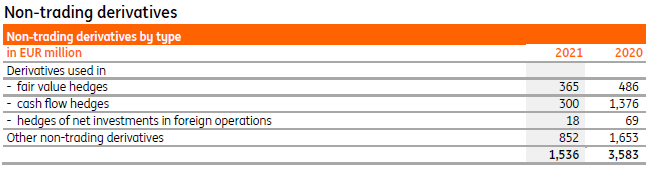 Non-trading derivatives
Non-trading derivatives by type
in EUR million 2021 2020
Derivatives used in
- fair value hedges 365 486
- cash flow hedges 300 1,376
- hedges of net investments in foreign operations 18 69
Other non-trading derivatives 852 1,653
1,536 3,583